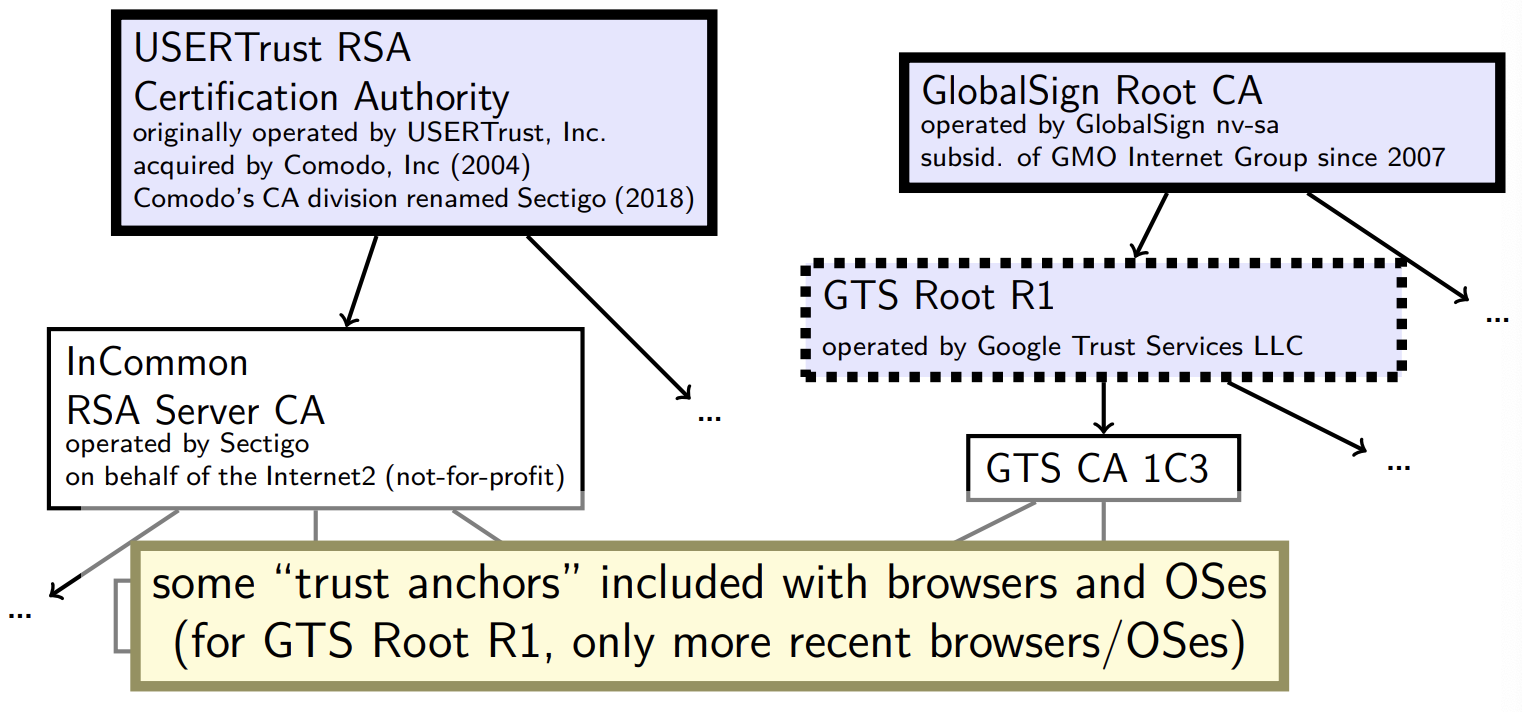 USERTrust RSA
Certification Authority
originally operated by USERTrust, Inc.
acquired by Comodo, Inc (2004)
Comodo's CA division renamed Sectigo (2018)
GlobalSign Root CA
operated by GlobalSign nv-sa
subsid. of GMO Internet Group since 2007
GTS Root R1
operated by Google Trust Services LLC
...
InCommon
RSA Server CA
operated by Sectigo
on behalf of the Internet2 (not-for-profit)
...
GTS CA 1C3
...
...
some “trust anchors” included with browsers and OSes
(for GTS Root R1, only more recent browsers/OSes)